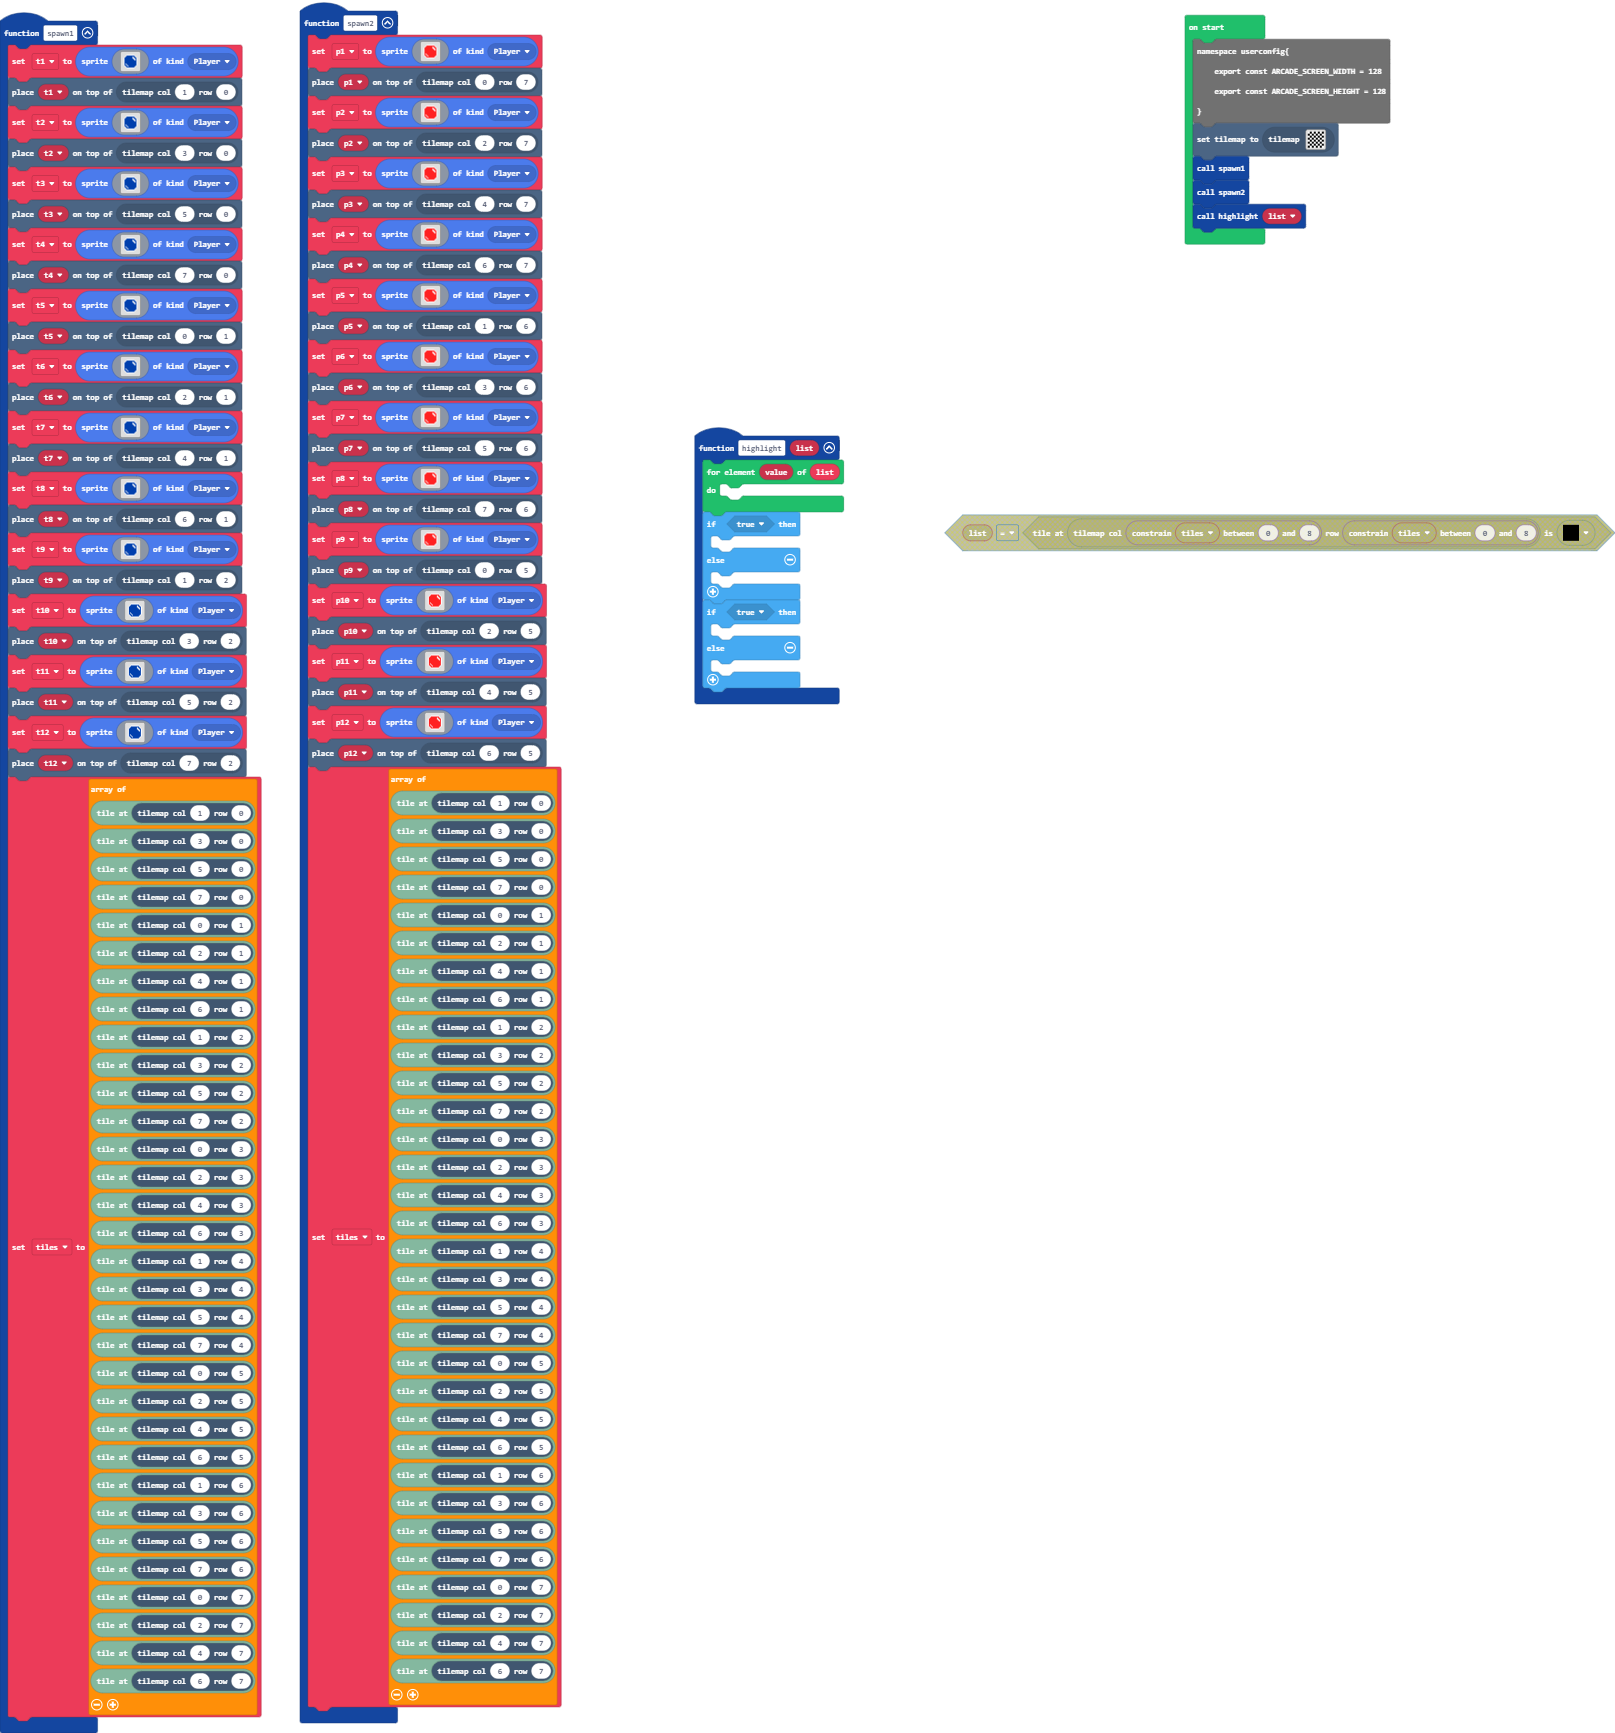 function spawn1
set t1 to sprite of kind Player
place t1 on top of tilemap col 1 row 0
set t2 to sprite of kind Player
place t2 on top of tilemap col 3 row 0
set t3 to sprite of kind Player
place t3 on top of tilemap col 5 row 0
set t4 to sprite of kind Player
place t4 on top of tilemap col 7 row 0
set t5 to sprite of kind Player
place t5 on top of tilemap col 0 row 1
set t6 to sprite of kind Player
place t6 on top of tilemap col 2 row 1
set t7 to sprite of kind Player
place t7 on top of tilemap col 4 row 1
set t8 to sprite of kind Player
place t8 on top of tilemap col 6 row 1
set t9 to sprite of kind Player
place t9 on top of tilemap col 1 row 2
set t10 to sprite of kind Player
place t10 on top of tilemap col 3 row 2
set t11 to sprite of kind Player
place t11 on top of tilemap col 5 row 2
set t12 to sprite of kind Player
place t12 on top of tilemap col 7 row 2
set tiles to array of
tile at tilemap col 1 row 0
tile at tilemap col 3 row 0
tile at tilemap col 5 row 0
tile at tilemap col 7 row 0
tile at tilemap col 0 row 1
tile at tilemap col 2 row 1
tile at tilemap col 4 row 1
tile at tilemap col 6 row 1
tile at tilemap col 1 row 2
tile at tilemap col 3 row 2
tile at tilemap col 5 row 2
tile at tilemap col 7 row 2
tile at tilemap col 0 row 3
tile at tilemap col 2 row 3
tile at tilemap col 4 row 3
tile at tilemap col 6 row 3
tile at tilemap col 1 row 4
tile at tilemap col 3 row 4
tile at tilemap col 5 row 4
tile at tilemap col 7 row 4
tile at tilemap col 0 row 5
tile at tilemap col 2 row 5
tile at tilemap col 4 row 5
tile at tilemap col 6 row 5
tile at tilemap col 1 row 6
tile at tilemap col 3 row 6
tile at tilemap col 5 row 6
tile at tilemap col 7 row 6
tile at tilemap col 0 row 7
tile at tilemap col 2 row 7
tile at tilemap col 4 row 7
tile at tilemap col 6 row 7
function spawn2
set p1 to sprite of kind Player
place p1 on top of tilemap col 0 row 7
set p2 to sprite of kind Player
place p2 on top of tilemap col 2 row 7
set p3 to sprite of kind Player
place p3 on top of tilemap col 4 row 7
set p4 to sprite of kind Player
place p4 on top of tilemap col 6 row 7
set p5 to sprite of kind Player
place p5 on top of tilemap col 1 row 6
set p6 to sprite of kind Player
place p6 on top of tilemap col 3 row 6
set p7 to sprite of kind Player
place p7 on top of tilemap col 5 row 6
set p8 to sprite of kind Player
place p8 on top of tilemap col 7 row 6
set p9 to sprite of kind Player
place p9 on top of tilemap col 0 row 5
set p10 to sprite of kind Player
place p10 on top of tilemap col 2 row 5
set p11 to sprite of kind Player
place p11 on top of tilemap col 4 row 5
set p12 to sprite of kind Player
place p12 on top of tilemap col 6 row 5
set tiles to array of
tile at tilemap col 1 row 0
tile at tilemap col 3 row 0
tile at tilemap col 5 row 0
tile at tilemap col 7 row 0
tile at tilemap col 0 row 1
tile at tilemap col 2 row 1
tile at tilemap col 4 row 1
tile at tilemap col 6 row 1
tile at tilemap col 1 row 2
tile at tilemap col 3 row 2
tile at tilemap col 5 row 2
tile at tilemap col 7 row 2
tile at tilemap col 0 row 3
tile at tilemap col 2 row 3
tile at tilemap col 4 row 3
tile at tilemap col 6 row 3
tile at tilemap col 1 row 4
tile at tilemap col 3 row 4
tile at tilemap col 5 row 4
tile at tilemap col 7 row 4
tile at tilemap col 0 row 5
tile at tilemap col 2 row 5
tile at tilemap col 4 row 5
tile at tilemap col 6 row 5
tile at tilemap col 1 row 6
tile at tilemap col 3 row 6
tile at tilemap col 5 row 6
tile at tilemap col 7 row 6
tile at tilemap col 0 row 7
tile at tilemap col 2 row 7
tile at tilemap col 4 row 7
tile at tilemap col 6 row 7
function highlight list
for element value of list
do
if true then
else
if true then
else
on start
namespace userconfig{
export const ARCADE_SCREEN_WIDTH = 128
export const ARCADE_SCREEN_HEIGHT = 128
}
set tilemap to tilemap
call spawn1
call spawn2
call highlight list
list = tile at tilemap col constrain tiles between 0 and 8 row constrain tiles between 0 and 8 is